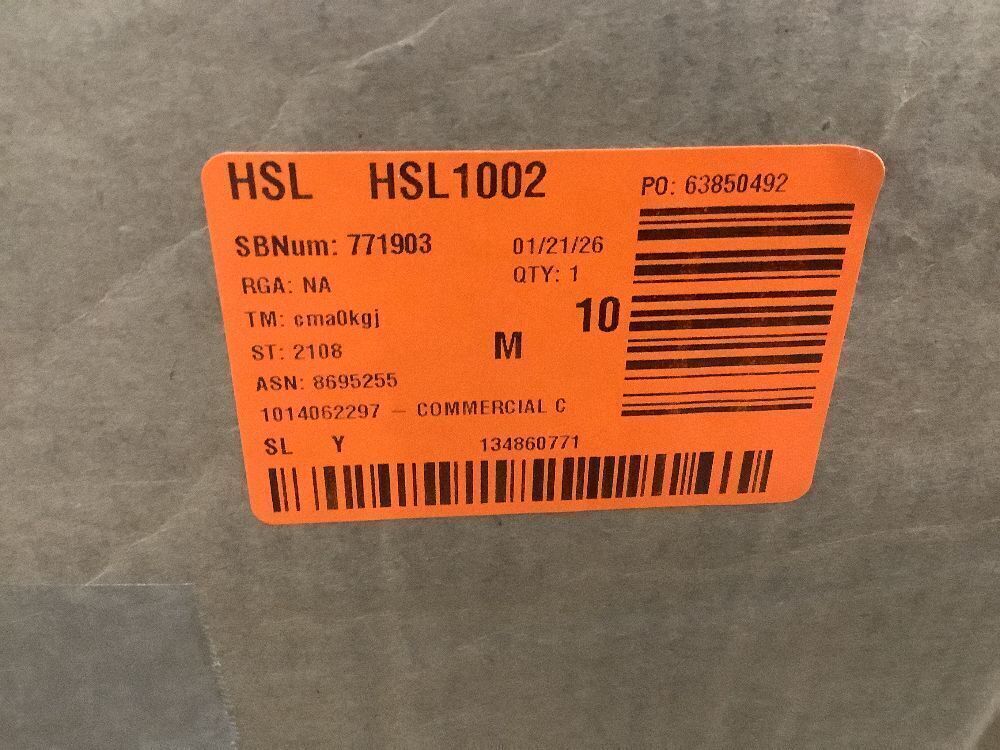 HSL HSL1002
PO: 63850492
SBNum: 771903 01/21/26
RGA: NA QTY: 1
TM: cma0kgj 10
ST: 2108 M
ASN: 8695255
1014062297 – COMMERCIAL C
SL Y 134860771